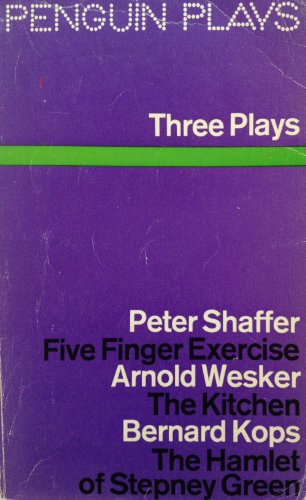 PENGUIN PLAYS
Three Plays
Peter Shaffer
Five Finger Exercise
Arnold Wesker
The Kitchen
Bernard Kops
The Hamlet
of Stepney Green